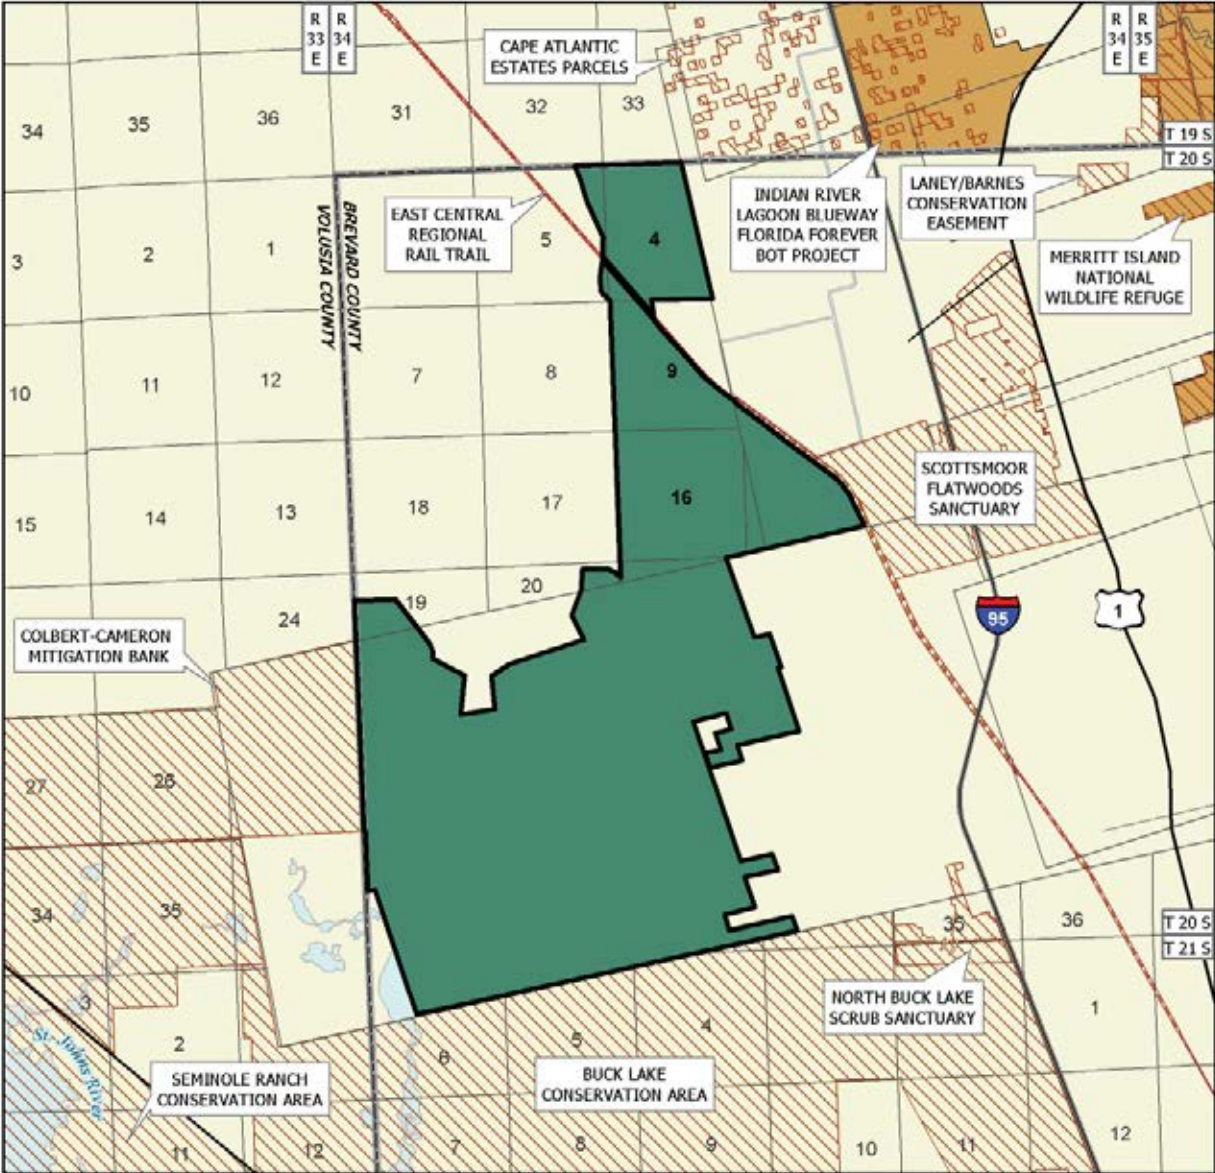 R R
33 34
E E
R R
34 35
E E
CAPE ATLANTIC
ESTATES PARCELS
34
35
36
31
32
33
T 19 S
T 20 S
EAST CENTRAL
REGIONAL
RAIL TRAIL
INDIAN RIVER
LAGOON BLUEWAY
FLORIDA FOREVER
BOT PROJECT
LANEY/BARNES
CONSERVATION
EASEMENT
MERRITT ISLAND
NATIONAL
WILDLIFE REFUGE
VOLUSIA COUNTY
BREVARD COUNTY
3
2
1
5
4
10
11
12
7
8
9
15
14
13
18
17
16
SCOTTSMOOR
FLATWOODS
SANCTUARY
24
19
20
95
1
COLBERT-CAMERON
MITIGATION BANK
27
26
34
35
35
36
T 20 S
T 21 S
NORTH BUCK LAKE
SCRUB SANCTUARY
3
2
6
5
4
1
St. Johns River
SEMINOLE RANCH
CONSERVATION AREA
BUCK LAKE
CONSERVATION AREA
11
12
7
8
9
10
11
12